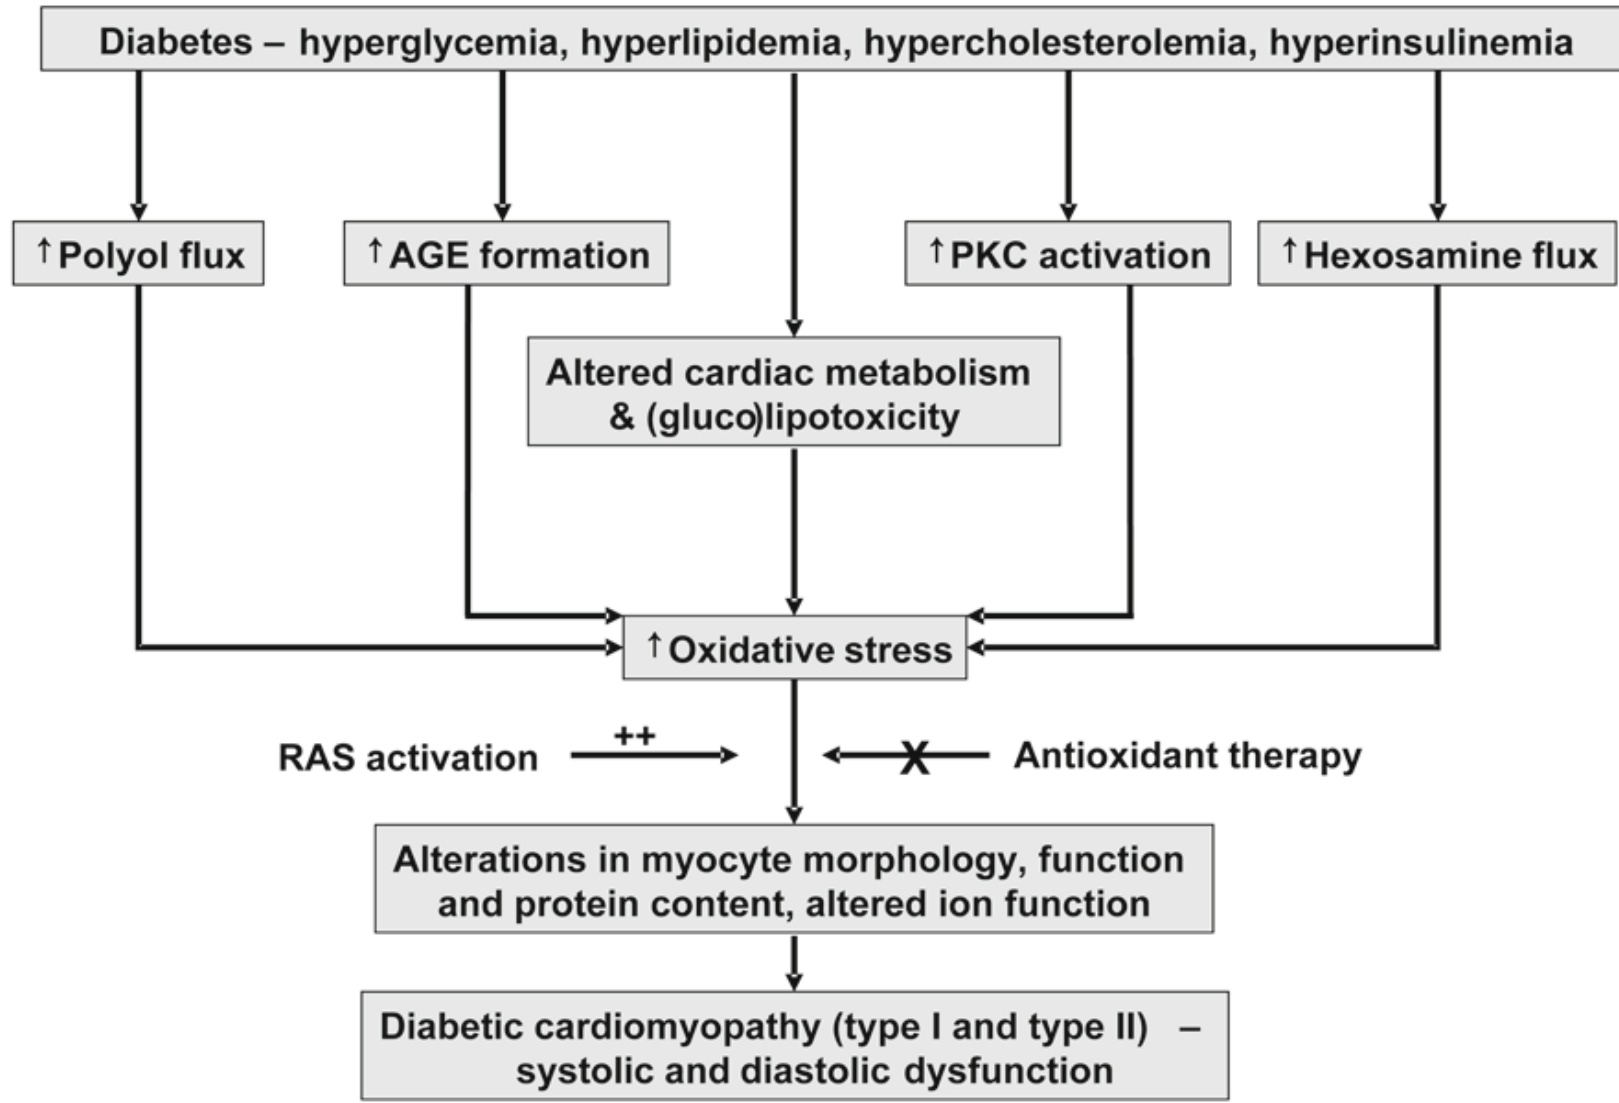 Diabetes – hyperglycemia, hyperlipidemia, hypercholesterolemia, hyperinsulinemia
↑Polyol flux
↑AGE formation
↑PKC activation
↑Hexosamine flux
Altered cardiac metabolism
& (gluco)lipotoxicity
↑Oxidative stress
RAS activation
++
X
Antioxidant therapy
Alterations in myocyte morphology, function
and protein content, altered ion function
Diabetic cardiomyopathy (type I and type II) –
systolic and diastolic dysfunction